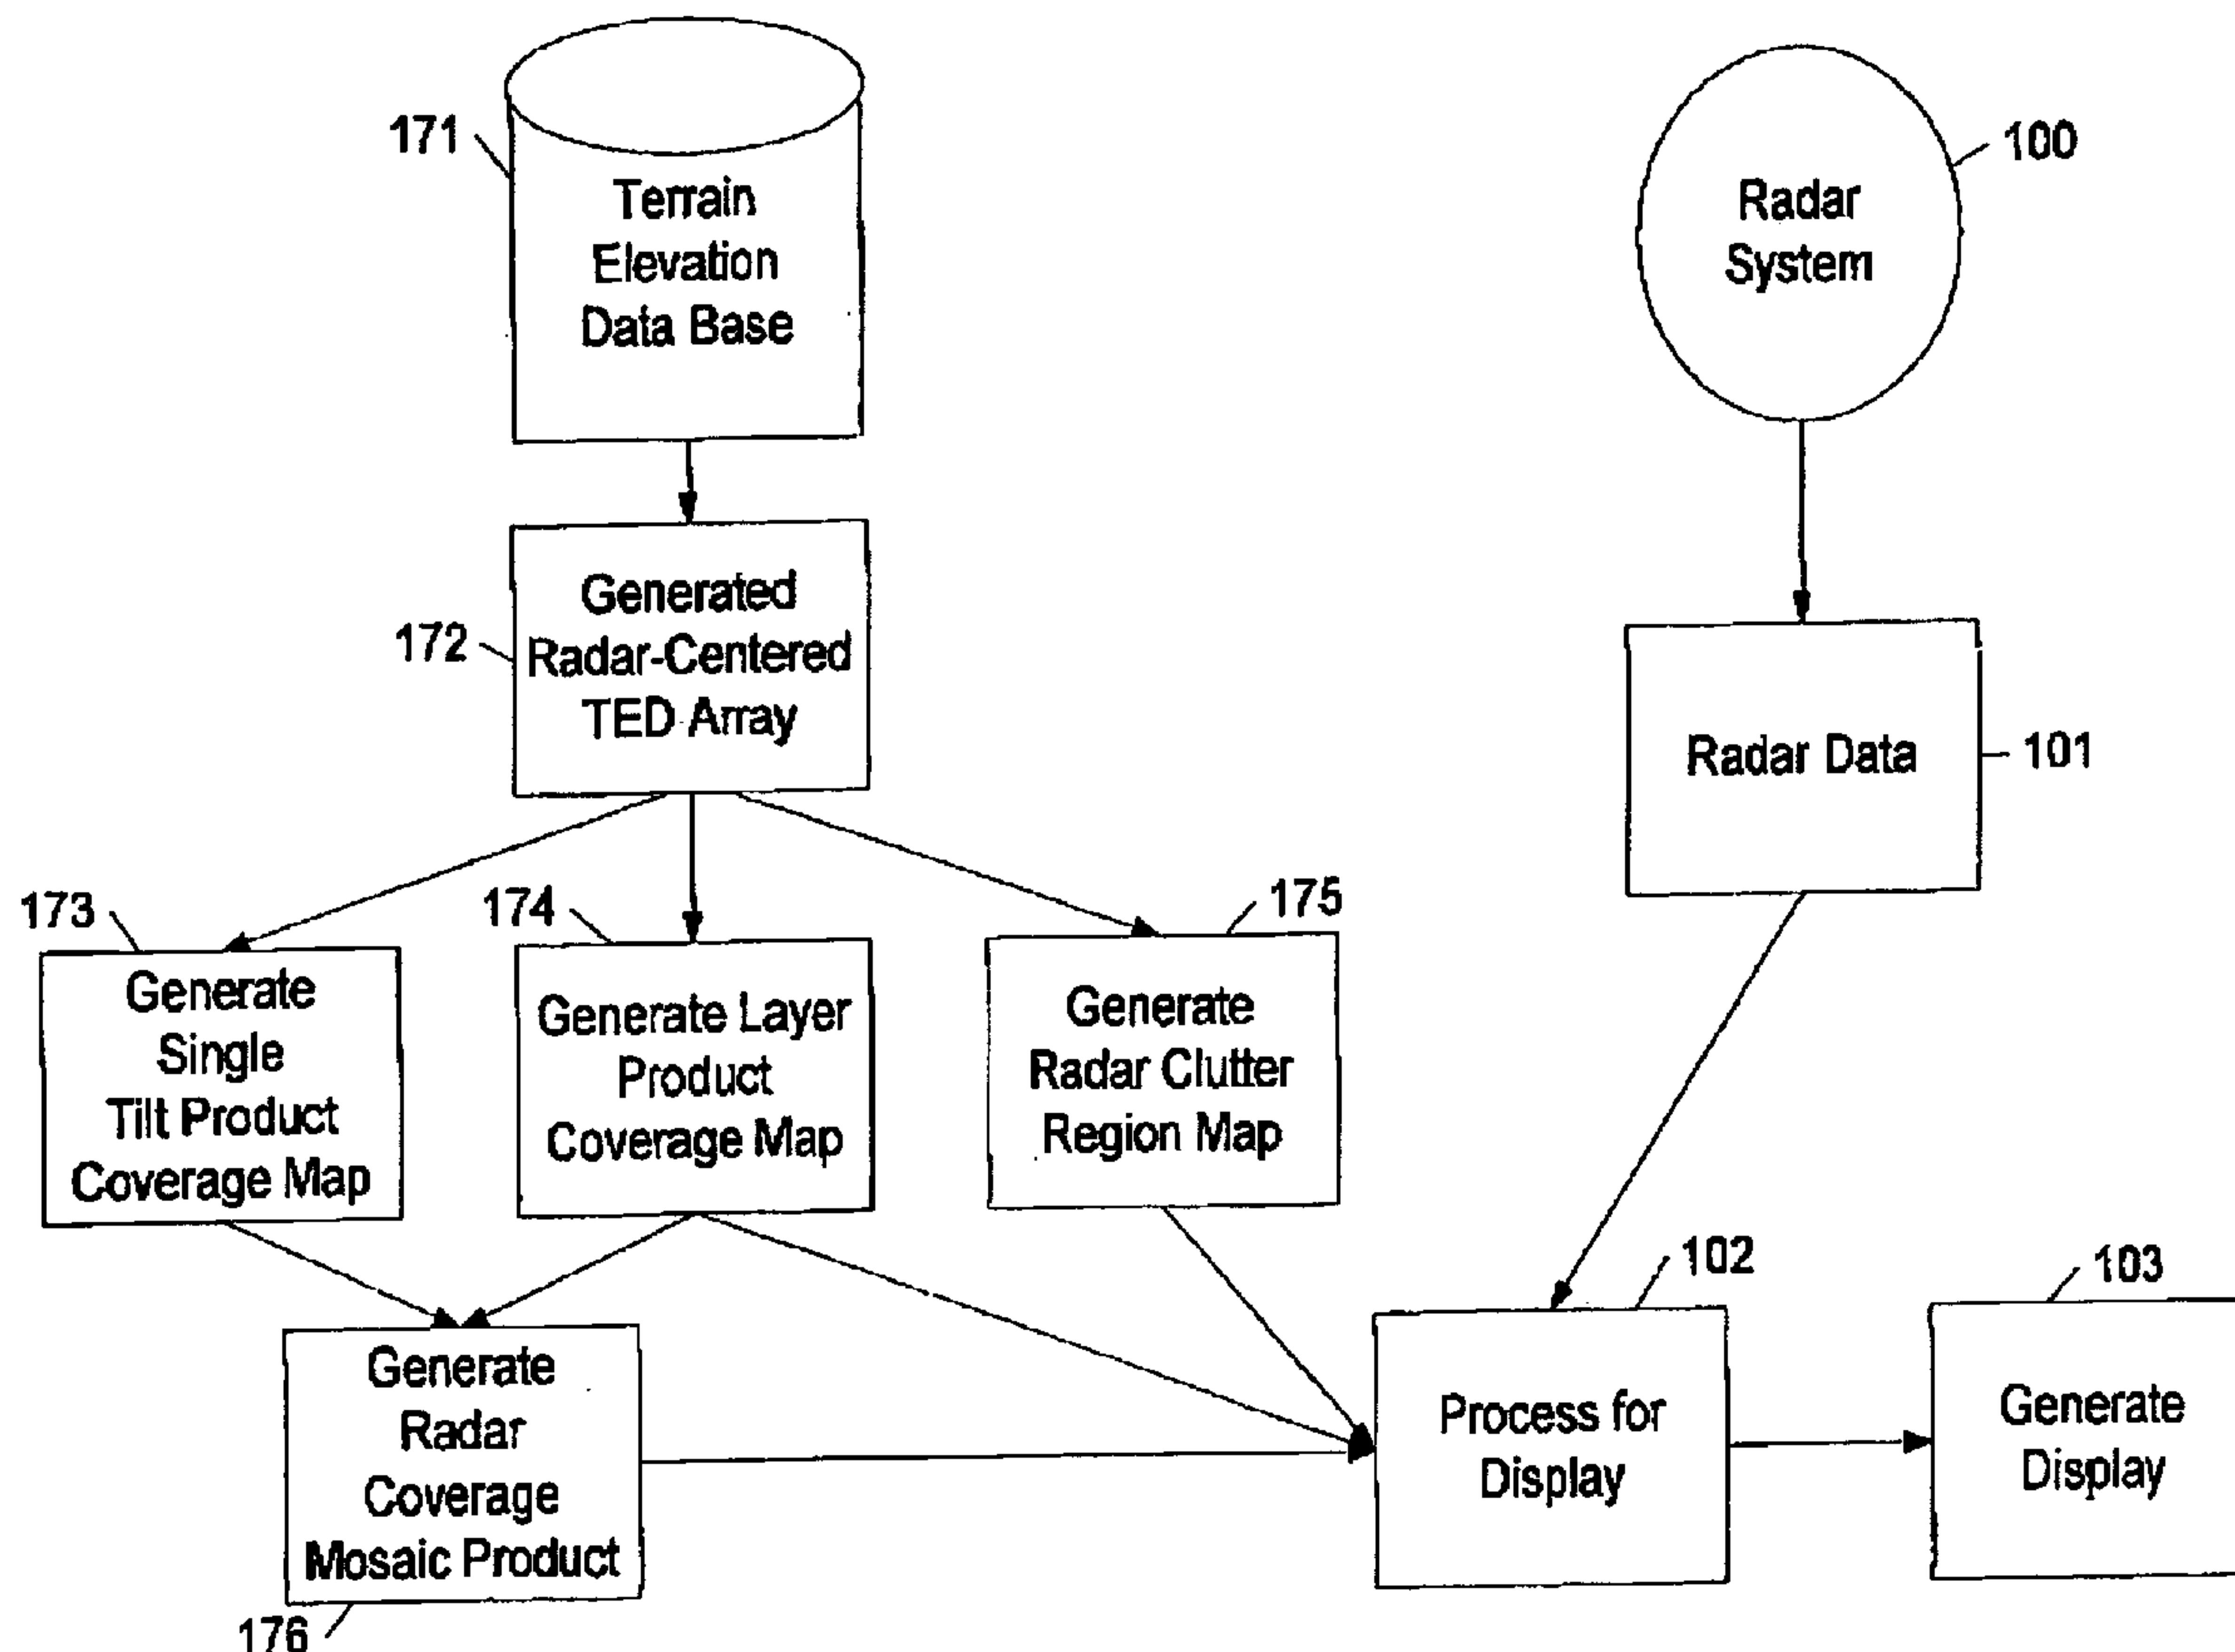 171
Terrain
Elevation
Data Base
100
Radar
System
172
Generated
Radar-Centered
TED Array
Radar Data
101
173
Generate
Single
Tilt Product
Coverage Map
174
Generate Layer
Product
Coverage Map
175
Generate
Radar Clutter
Region Map
Generate
Radar
Coverage
Mosaic Product
176
102
Process for
Display
103
Generate
Display